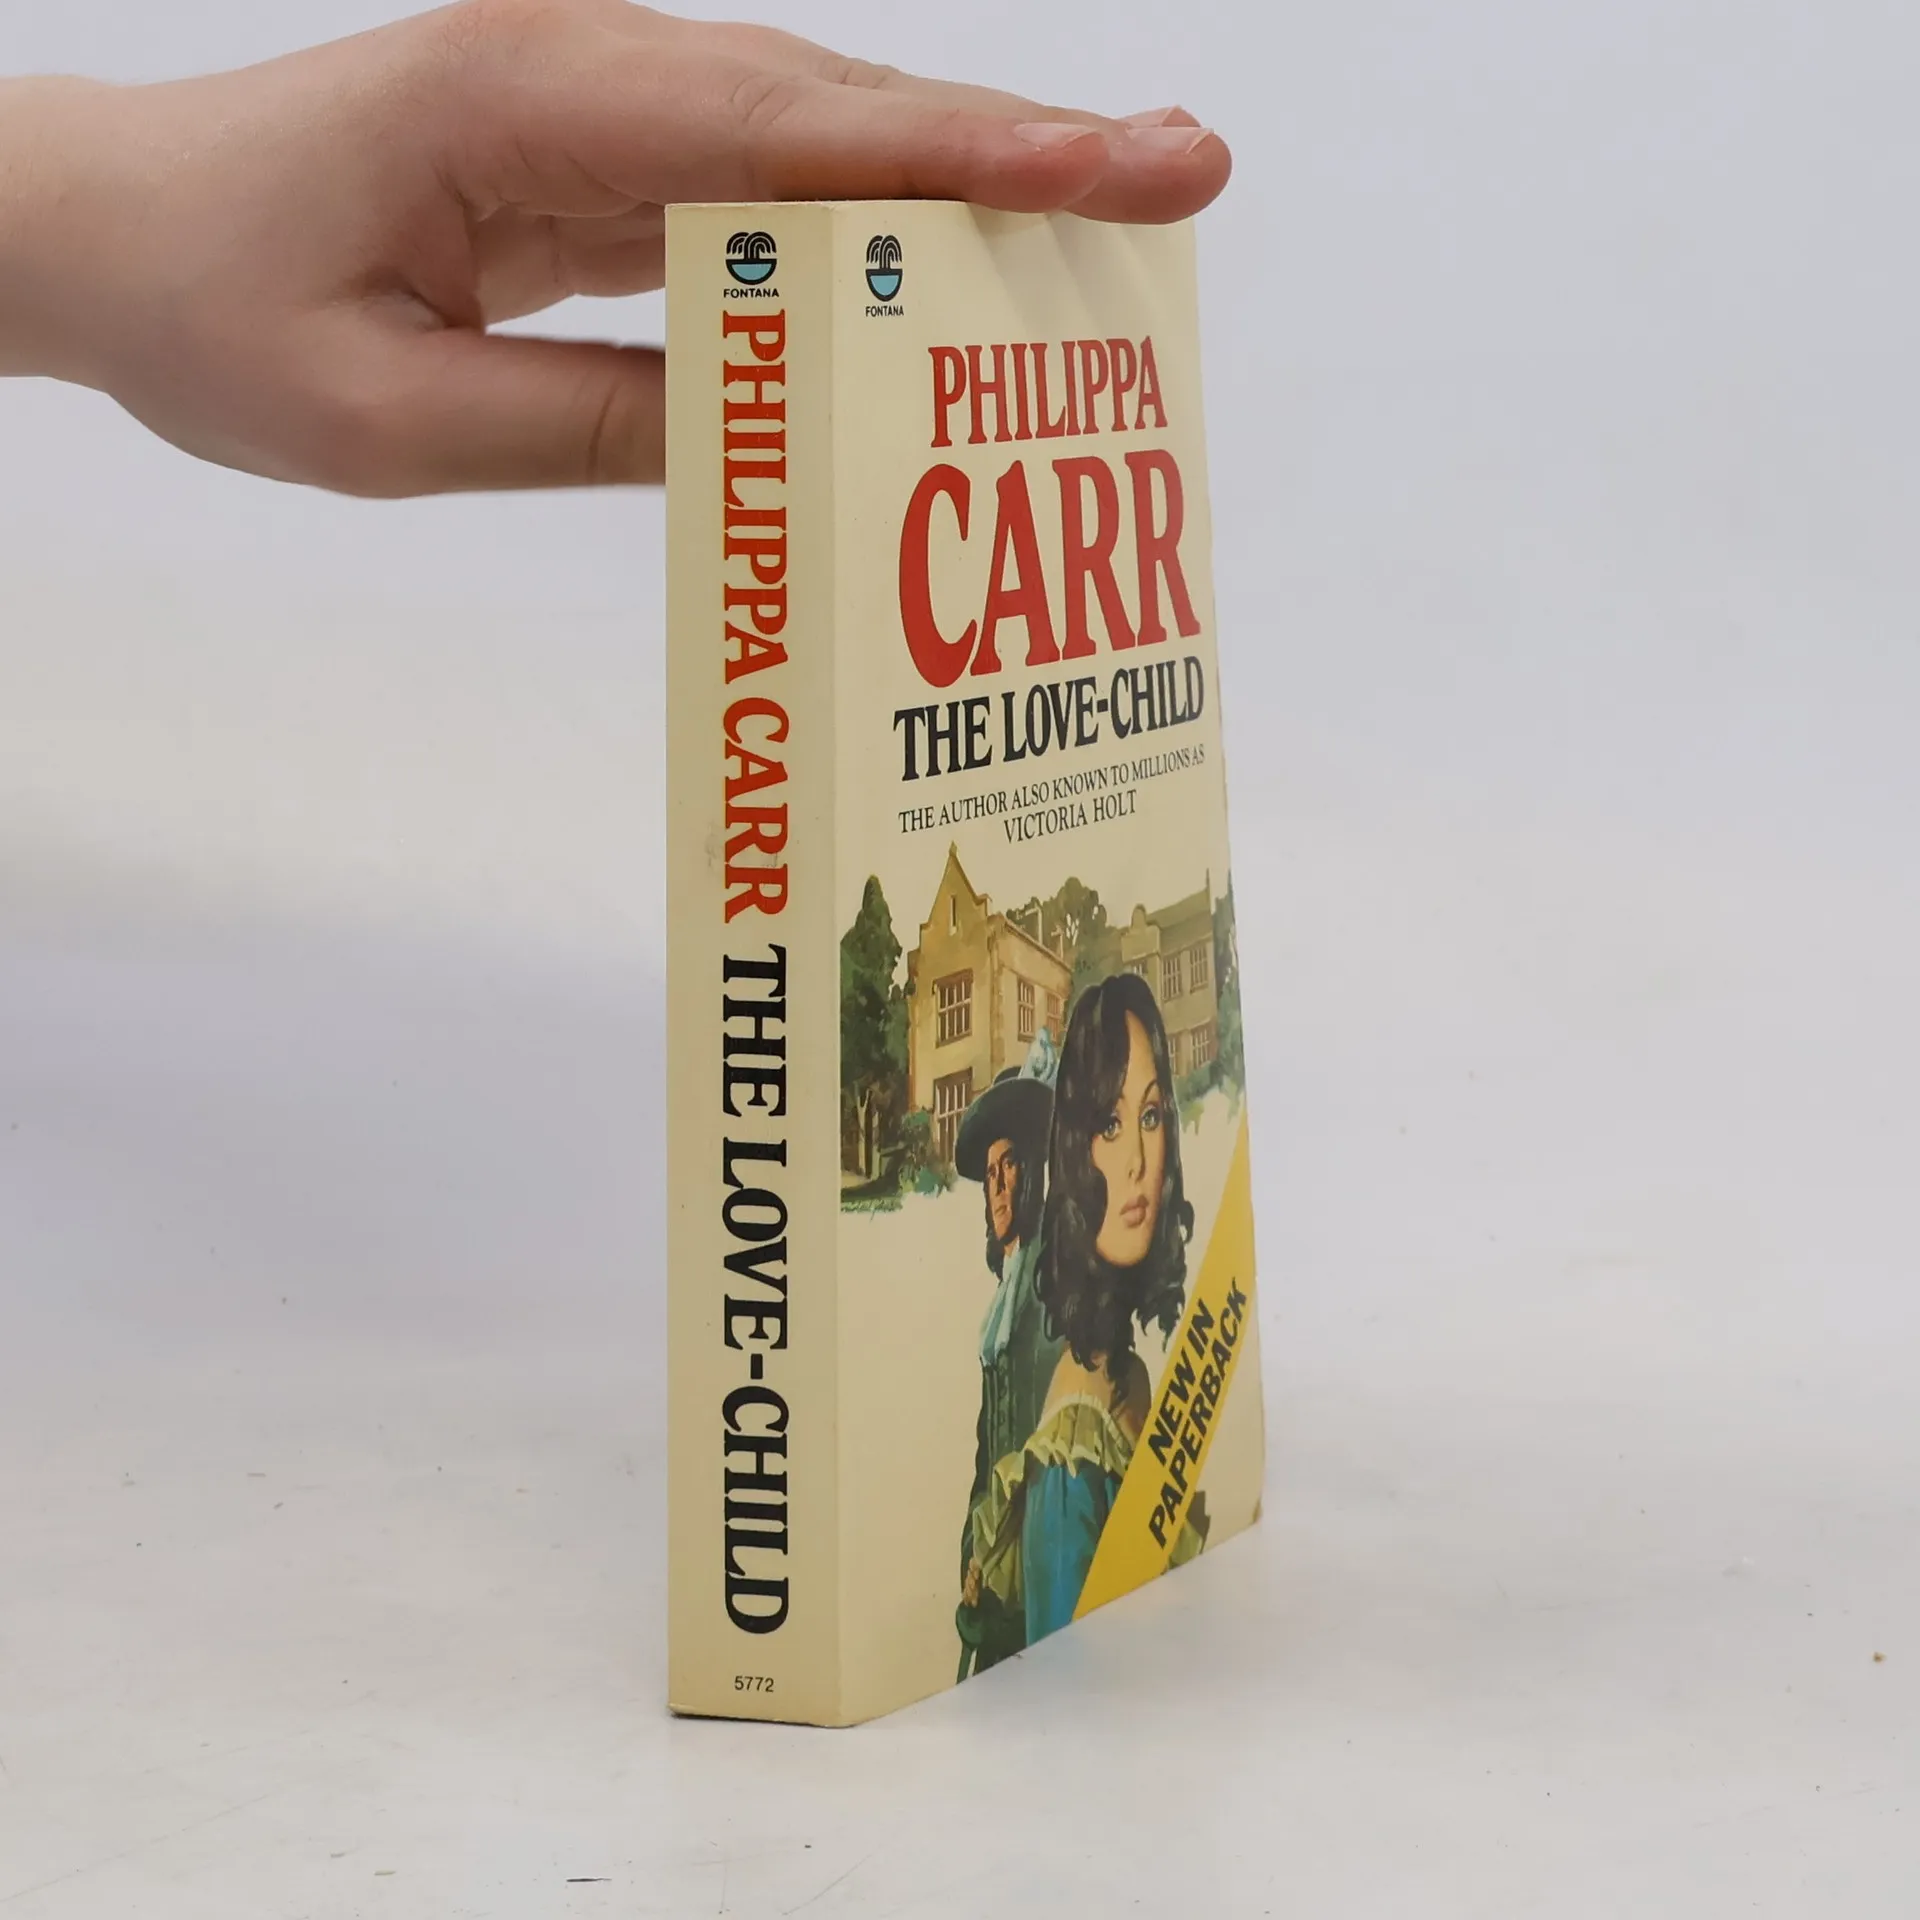 FONTANA
PHILIPPA CARR THE LOVE-CHILD
5772
FONTANA
PHILIPPA
CARR
THE LOVE-CHILD
THE AUTHOR ALSO KNOWN TO MILLIONS AS
VICTORIA HOLT
NEW IN
PAPERBACK